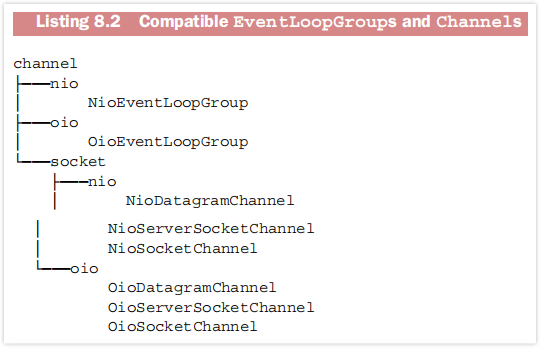 Listing 8.2 Compatible EventLoopGroups and Channels
channel
├───nio
│ NioEventLoopGroup
├───oio
│ OioEventLoopGroup
└───socket
├───nio
│ NioDatagramChannel
│ NioServerSocketChannel
│ NioSocketChannel
└───oio
OioDatagramChannel
OioServerSocketChannel
OioSocketChannel